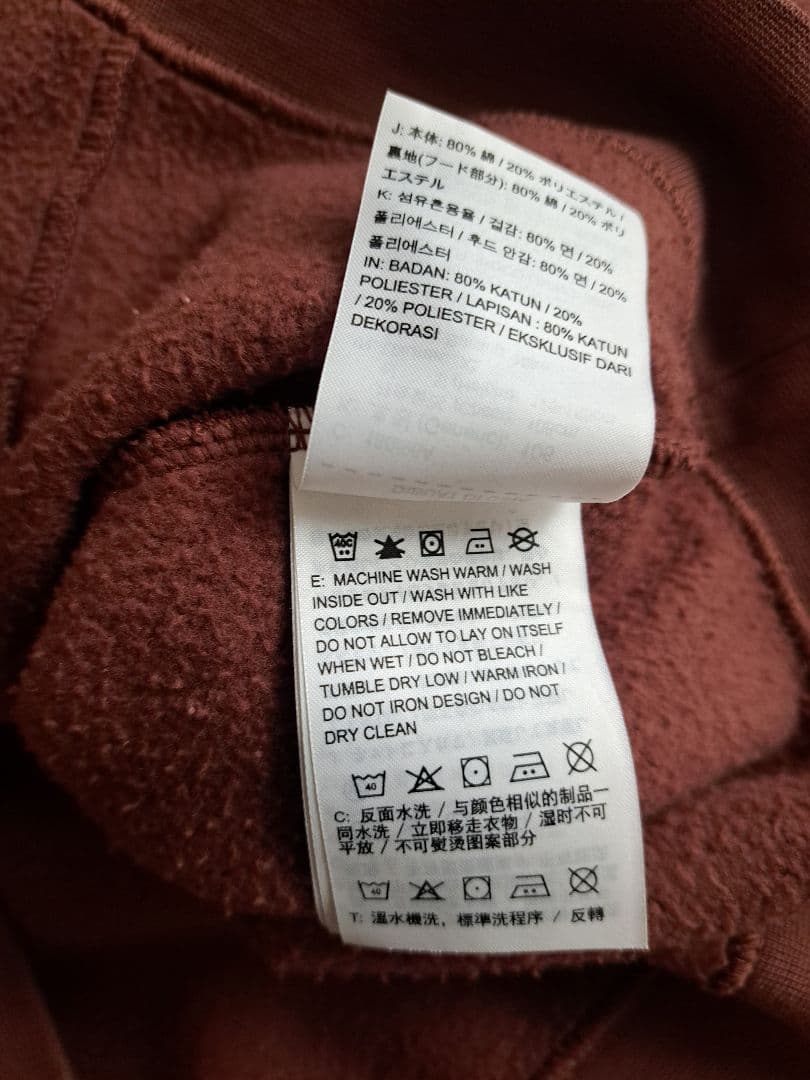 J: 本体: 80% 綿 / 20% ポリエステル /
裏地(フード部分): 80% 綿 / 20% ポリ
エステル
K: 섬유혼용율 / 겉감: 80% 면 / 20%
폴리에스터 / 후드 안감: 80% 면 / 20%
폴리에스터
IN: BADAN: 80% KATUN / 20%
POLIESTER / LAPISAN : 80% KATUN
/ 20% POLIESTER / EKSKLUSIF DARI
DEKORASI
40C
E: MACHINE WASH WARM / WASH
INSIDE OUT / WASH WITH LIKE
COLORS / REMOVE IMMEDIATELY /
DO NOT ALLOW TO LAY ON ITSELF
WHEN WET / DO NOT BLEACH /
TUMBLE DRY LOW / WARM IRON /
DO NOT IRON DESIGN / DO NOT
DRY CLEAN
40
C: 反面水洗 / 与颜色相似的制品一
同水洗 / 立即移走衣物 / 湿时不可
平放 / 不可熨烫图案部分
40
T: 溫水機洗, 標準洗程序 / 反轉